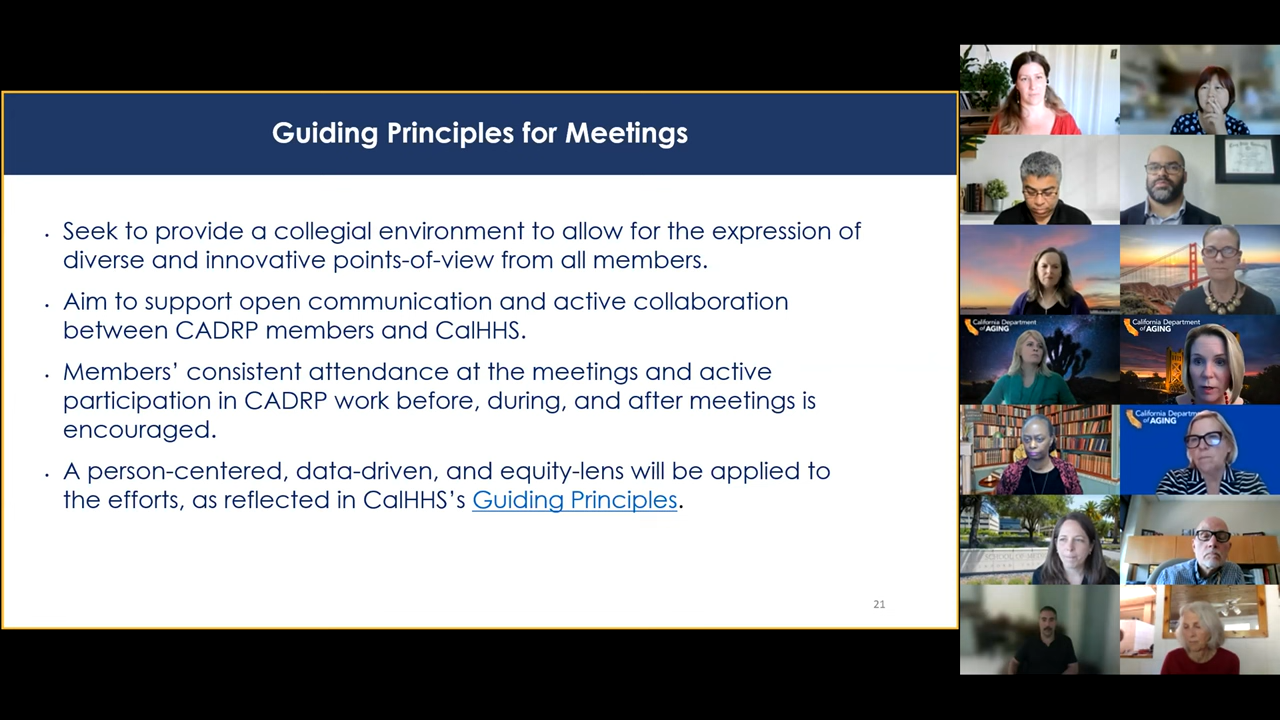 Guiding Principles for Meetings
• Seek to provide a collegial environment to allow for the expression of
diverse and innovative points-of-view from all members.
• Aim to support open communication and active collaboration
between CADRP members and CalHHS.
• Members’ consistent attendance at the meetings and active
participation in CADRP work before, during, and after meetings is
encouraged.
• A person-centered, data-driven, and equity-lens will be applied to
the efforts, as reflected in CalHHS’s Guiding Principles.
21
California Department
of AGING
California Department
of AGING
California Departm
of AGING
SCHOOL OF